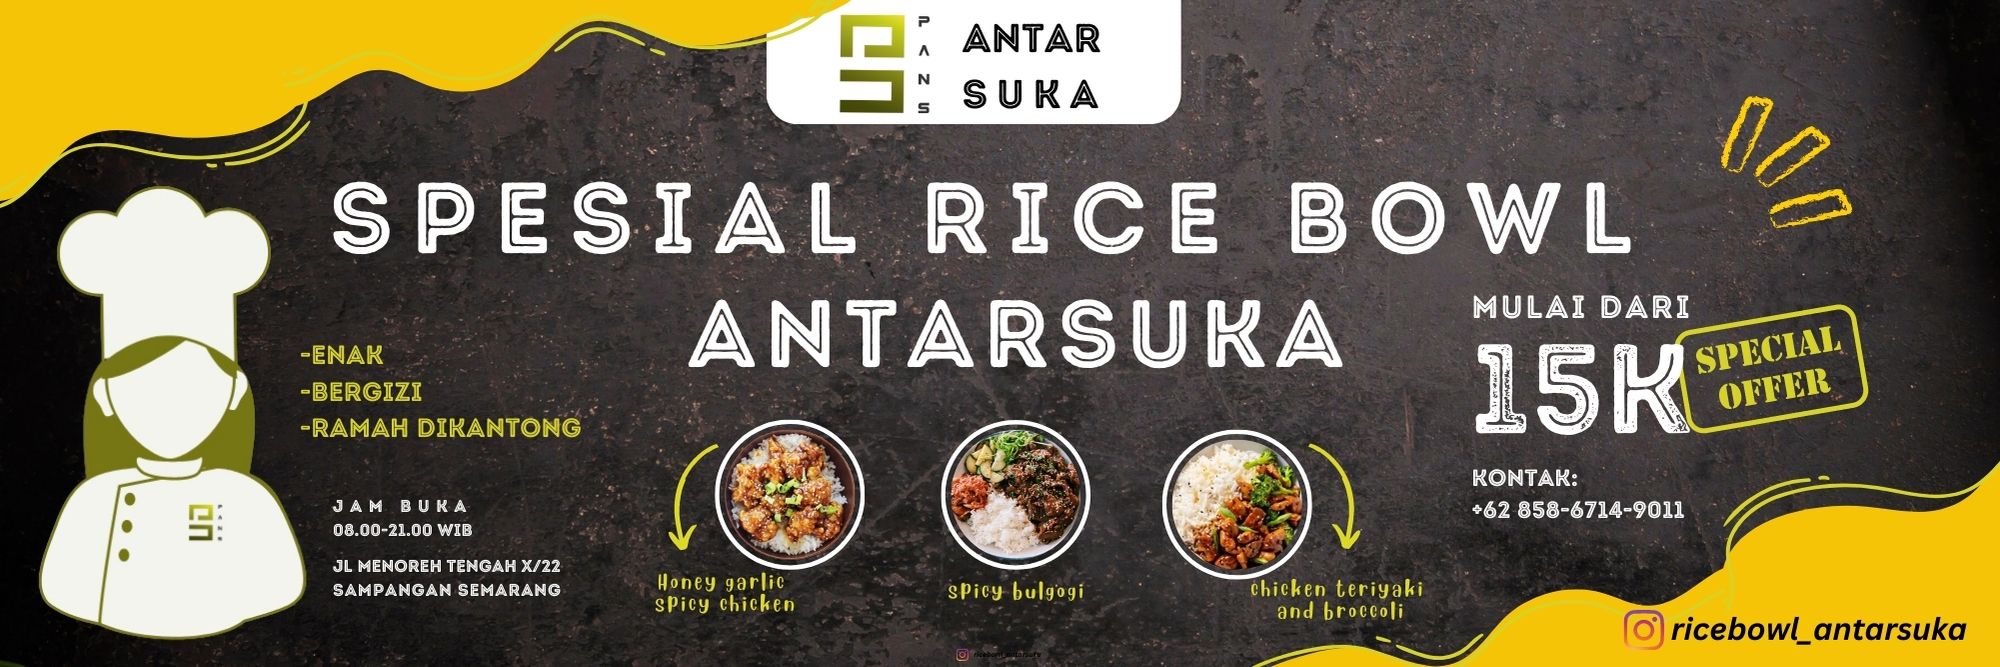 PANS
ANTAR
SUKA
SPESIAL RICE BOWL
ANTARSUKA
-ENAK
-BERGIZI
-RAMAH DIKANTONG
JAM BUKA
08.00-21.00 WIB
JL MENOREH TENGAH X/22
SAMPANGAN SEMARANG
PANS
Honey garlic
spicy chicken
spicy bulgogi
chicken teriyaki
and broccoli
MULAI DARI
15K
SPECIAL
OFFER
KONTAK:
+62 858-6714-9011
ricebowl_antarsuka
ricebowl_antarsuka